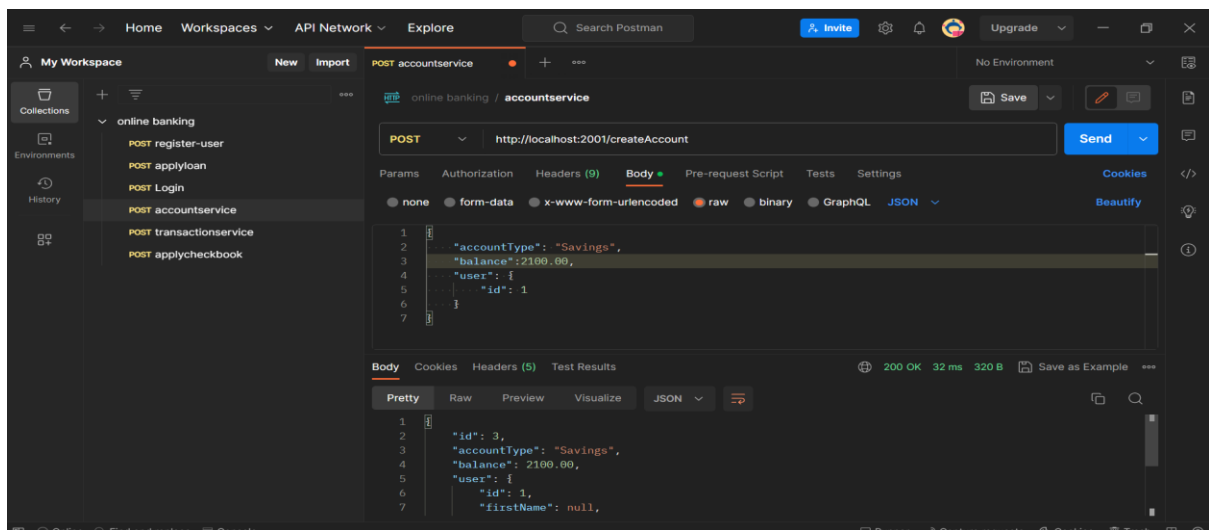 Home Workspaces API Network Explore Search Postman Invite Upgrade
My Workspace New Import POST accountservice No Environment
Collections
Environments
History
online banking
POST register-user
POST applyloan
POST Login
POST accountservice
POST transactionservice
POST applycheckbook
HTTP online banking / accountservice Save
POST http://localhost:2001/createAccount Send
Params Authorization Headers (9) Body Pre-request Script Tests Settings Cookies
none form-data x-www-form-urlencoded raw binary GraphQL JSON Beautify
1 {
2 "accountType": "Savings",
3 "balance":2100.00,
4 "user": {
5 "id": 1
6 }
7 }
Body Cookies Headers (5) Test Results 200 OK 32 ms 320 B Save as Example
Pretty Raw Preview Visualize JSON
1 {
2 "id": 3,
3 "accountType": "Savings",
4 "balance": 2100.00,
5 "user": {
6 "id": 1,
7 "firstName": null,